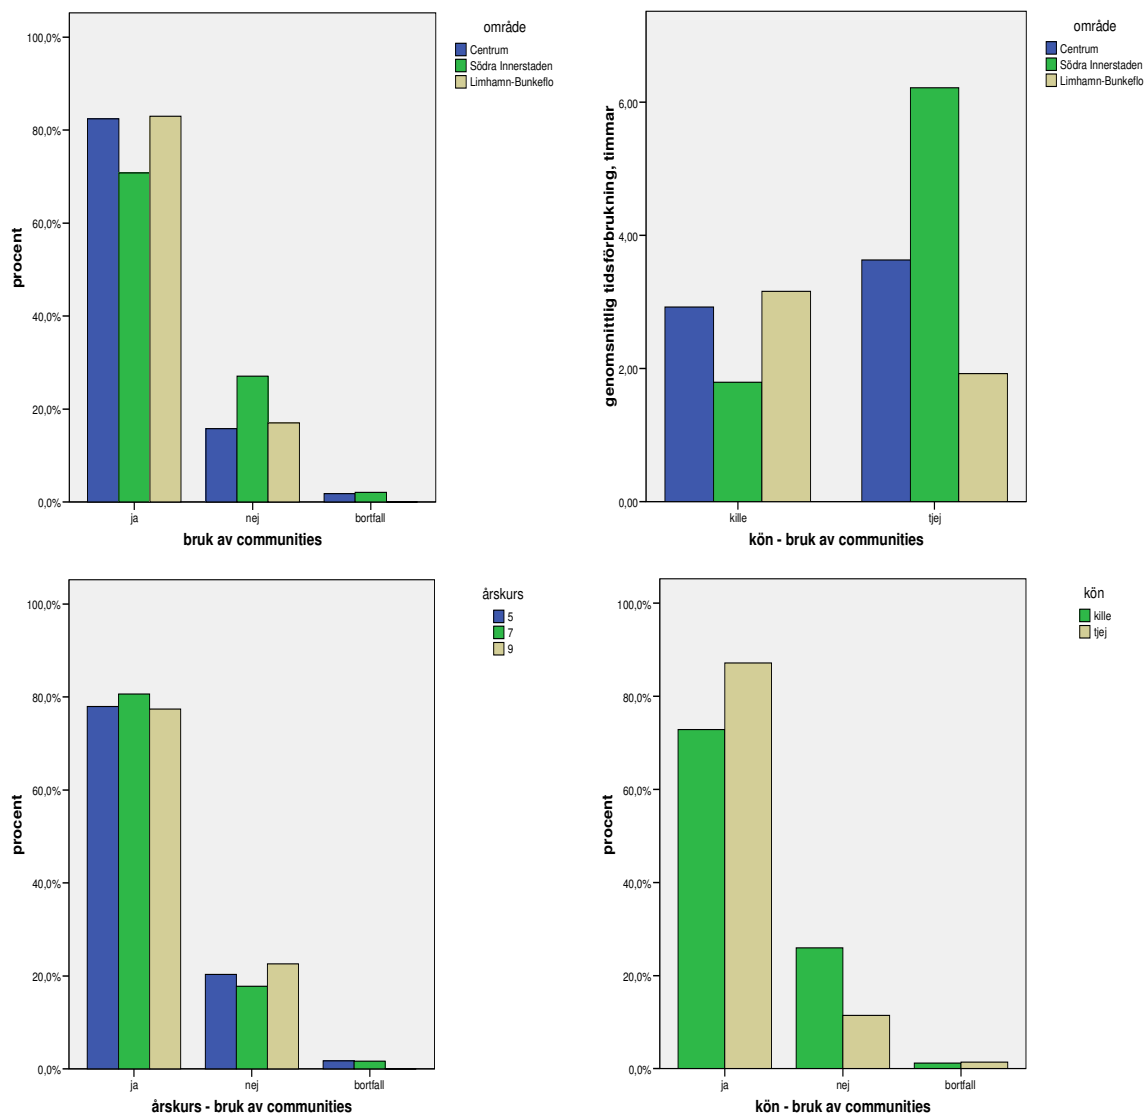 område
Centrum
Södra Innerstaden
Limhamn-Bunkeflo
100,0%
80,0%
60,0%
40,0%
20,0%
0,0%
procent
ja nej bortfall
bruk av communities
område
Centrum
Södra Innerstaden
Limhamn-Bunkeflo
6,00
4,00
2,00
0,00
genomsnittlig tidsförbrukning, timmar
kille tjej
kön - bruk av communities
årskurs
5
7
9
100,0%
80,0%
60,0%
40,0%
20,0%
0,0%
procent
ja nej bortfall
årskurs - bruk av communities
kön
kille
tjej
100,0%
80,0%
60,0%
40,0%
20,0%
0,0%
procent
ja nej bortfall
kön - bruk av communities